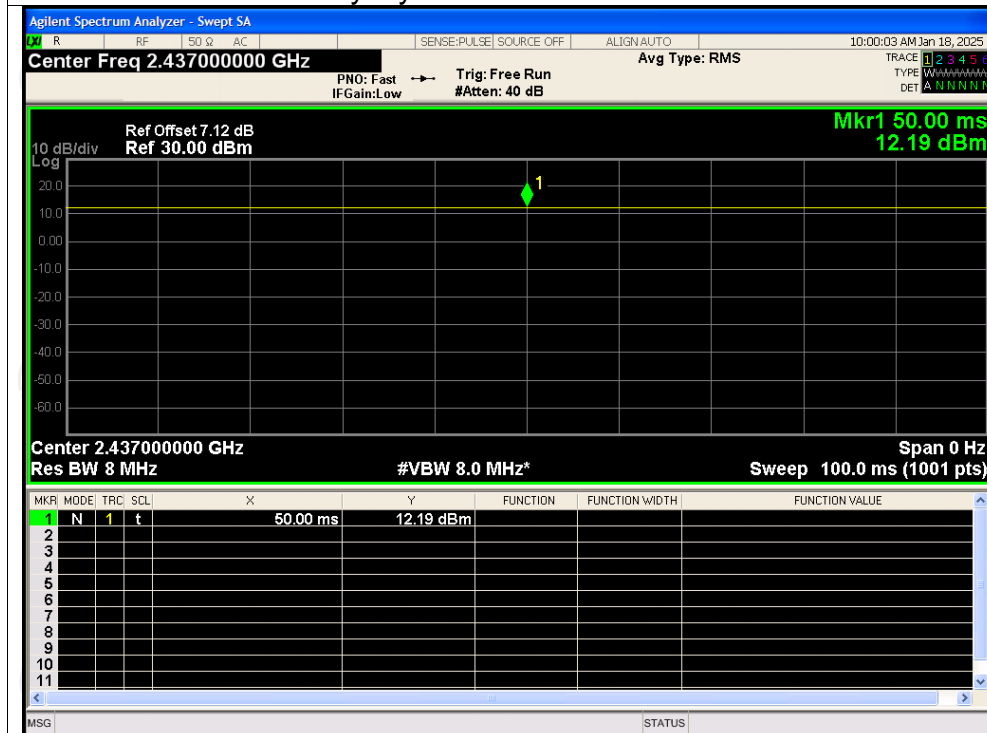 Agilent Spectrum Analyzer - Swept SA
LXI R RF 50 Ω AC SENSE:PULSE SOURCE OFF ALIGN AUTO 10:00:03 AM Jan 18, 2025
Center Freq 2.437000000 GHz Avg Type: RMS TRACE 1 2 3 4 5 6
PNO: Fast Trig: Free Run TYPE
IFGain:Low #Atten: 40 dB DET A N N N N N
Mkr1 50.00 ms
12.19 dBm
Ref Offset 7.12 dB
10 dB/div Ref 30.00 dBm
Log
20.0
1
10.0
0.00
-10.0
-20.0
-30.0
-40.0
-50.0
-60.0
Center 2.437000000 GHz Span 0 Hz
Res BW 8 MHz #VBW 8.0 MHz* Sweep 100.0 ms (1001 pts)
MKR MODE TRC SCL X Y FUNCTION FUNCTION WIDTH FUNCTION VALUE
1 N 1 t 50.00 ms 12.19 dBm
2
3
4
5
6
7
8
9
10
11
MSG STATUS